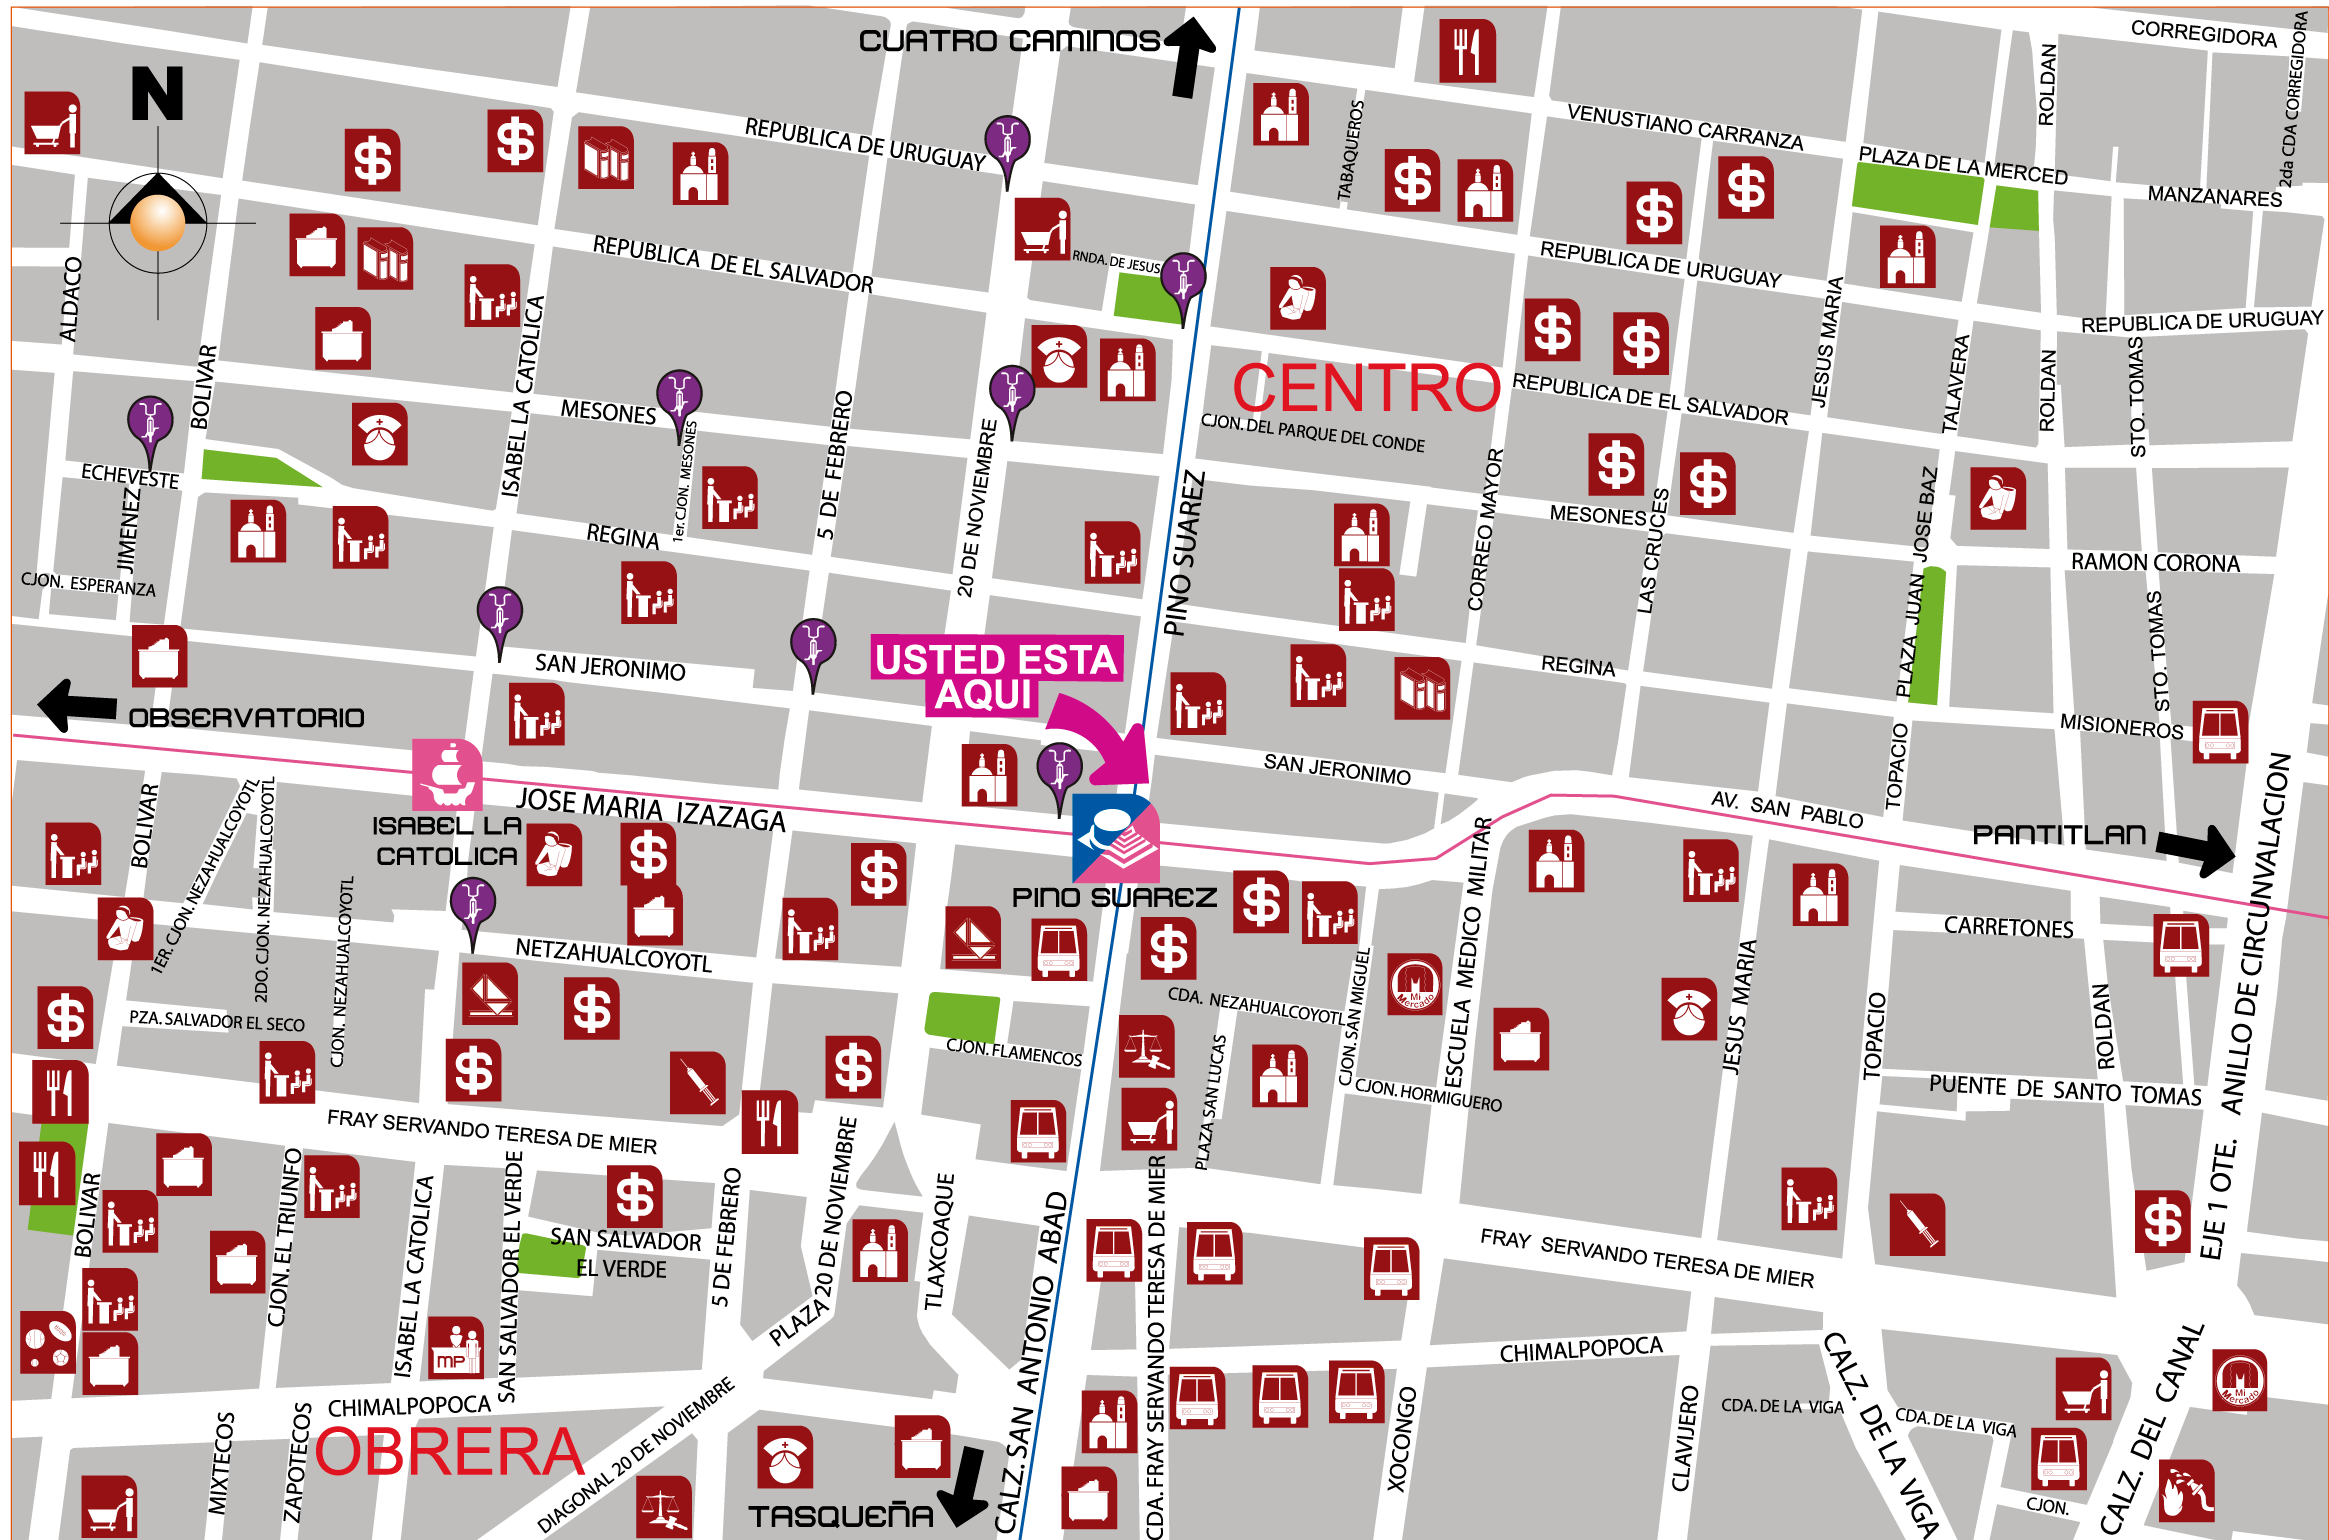 CUATRO CAMINOS
CORREGIDORA
2da CDA CORREGIDORA
ROLDAN
N
VENUSTIANO CARRANZA
REPUBLICA DE URUGUAY
TABAQUEROS
PLAZA DE LA MERCED
MANZANARES
$
$
$
$
$
REPUBLICA DE EL SALVADOR
RNDA. DE JESUS
REPUBLICA DE URUGUAY
REPUBLICA DE URUGUAY
ALDACO
BOLIVAR
ISABEL LA CATOLICA
JESUS MARIA
TALAVERA
ROLDAN
STO. TOMAS
$
$
CENTRO
REPUBLICA DE EL SALVADOR
MESONES
1er. CJON. MESONES
5 DE FEBRERO
20 DE NOVIEMBRE
CJON. DEL PARQUE DEL CONDE
PINO SUAREZ
CORREO MAYOR
LAS CRUCES
$
$
ECHEVESTE
JIMENEZ
REGINA
MESONES
PLAZA JUAN JOSE BAZ
RAMON CORONA
CJON. ESPERANZA
STO. TOMAS
SAN JERONIMO
USTED ESTA
AQUI
REGINA
OBSERVATORIO
MISIONEROS
TOPACIO
SAN JERONIMO
JOSE MARIA IZAZAGA
AV. SAN PABLO
PANTITLAN
ISABEL LA
CATOLICA
BOLIVAR
1ER. CJON. NEZAHUALCOYOTL
2DO. CJON. NEZAHUALCOYOTL
CJON. NEZAHUALCOYOTL
$
$
PINO SUAREZ
$
$
ESCUELA MEDICO MILITAR
CARRETONES
NETZAHUALCOYOTL
CJON. SAN MIGUEL
Mi
Mercado
JESUS MARIA
TOPACIO
ROLDAN
EJE 1 OTE. ANILLO DE CIRCUNVALACION
$
$
PZA. SALVADOR EL SECO
CDA. NEZAHUALCOYOTL
CJON. FLAMENCOS
PLAZA SAN LUCAS
$
$
CJON. HORMIGUERO
PUENTE DE SANTO TOMAS
FRAY SERVANDO TERESA DE MIER
BOLIVAR
CJON. EL TRIUNFO
ISABEL LA CATOLICA
SAN SALVADOR EL VERDE
$
SAN SALVADOR
EL VERDE
5 DE FEBRERO
PLAZA 20 DE NOVIEMBRE
TLAXCOAQUE
CALZ. SAN ANTONIO ABAD
CDA. FRAY SERVANDO TERESA DE MIER
FRAY SERVANDO TERESA DE MIER
$
MP
CHIMALPOPOCA
CHIMALPOPOCA
OBRERA
MIXTECOS
ZAPOTECOS
DIAGONAL 20 DE NOVIEMBRE
TASQUEÑA
XOCONGO
CLAVIJERO
CDA. DE LA VIGA
CALZ. DE LA VIGA
CDA. DE LA VIGA
CALZ. DEL CANAL
Mi
Mercado
CJON.